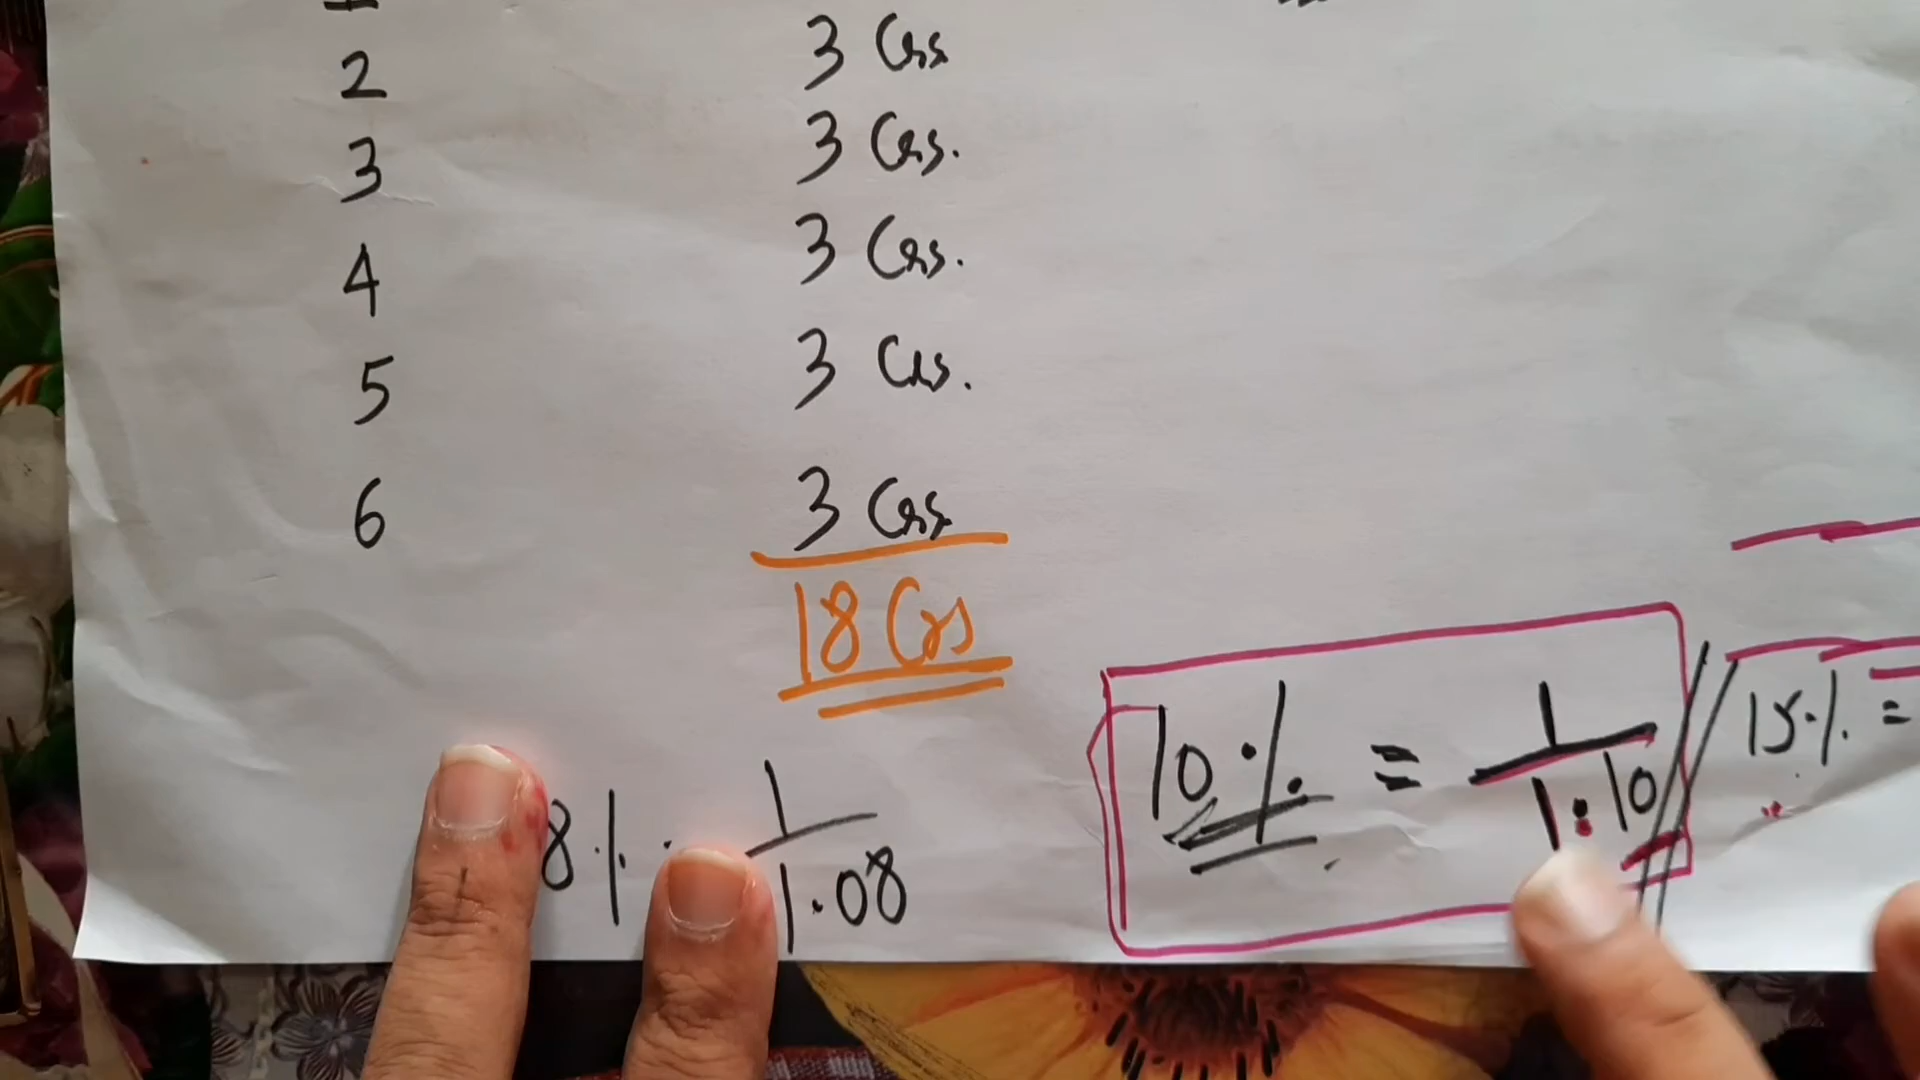 2 3 Crs
3 3 Crs.
4 3 Crs.
5 3 Crs.
6 3 Crs
18 Crs
8% 1/1.08
10% = 1/1.10
15% =